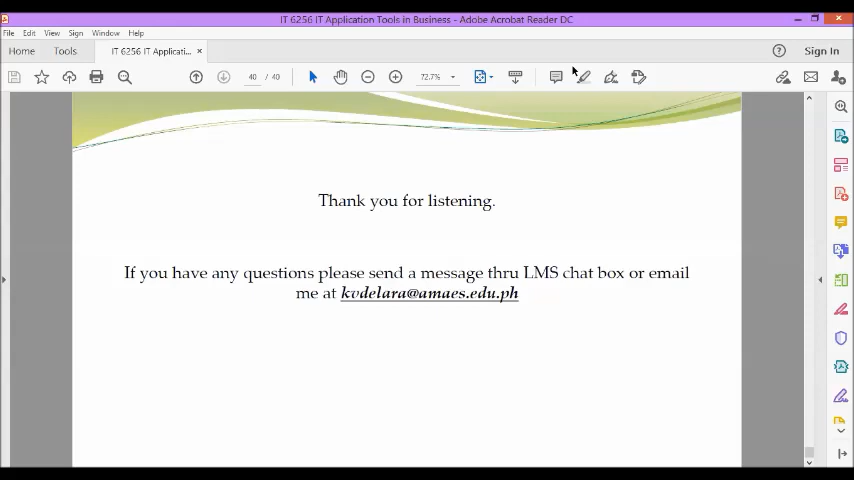 IT 6256 IT Application Tools in Business - Adobe Acrobat Reader DC
File Edit View Sign Window Help
Home Tools IT 6256 IT Applicati... × Sign In
40 / 40 72.7%
Thank you for listening.
If you have any questions please send a message thru LMS chat box or email
me at kvdelara@amaes.edu.ph